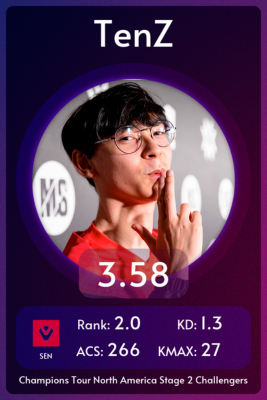 TenZ
3.58
Rank: 2.0 KD: 1.3
ACS: 266 KMAX: 27
SEN
Champions Tour North America Stage 2 Challengers